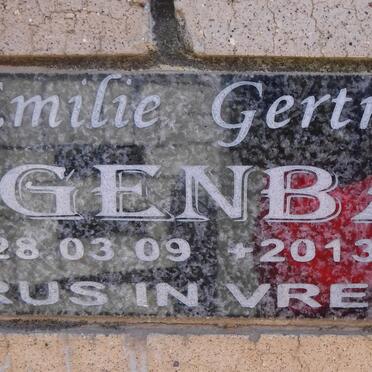 Emilie Gertr
GENBA
28.03 09 +2013
RUS IN VRE